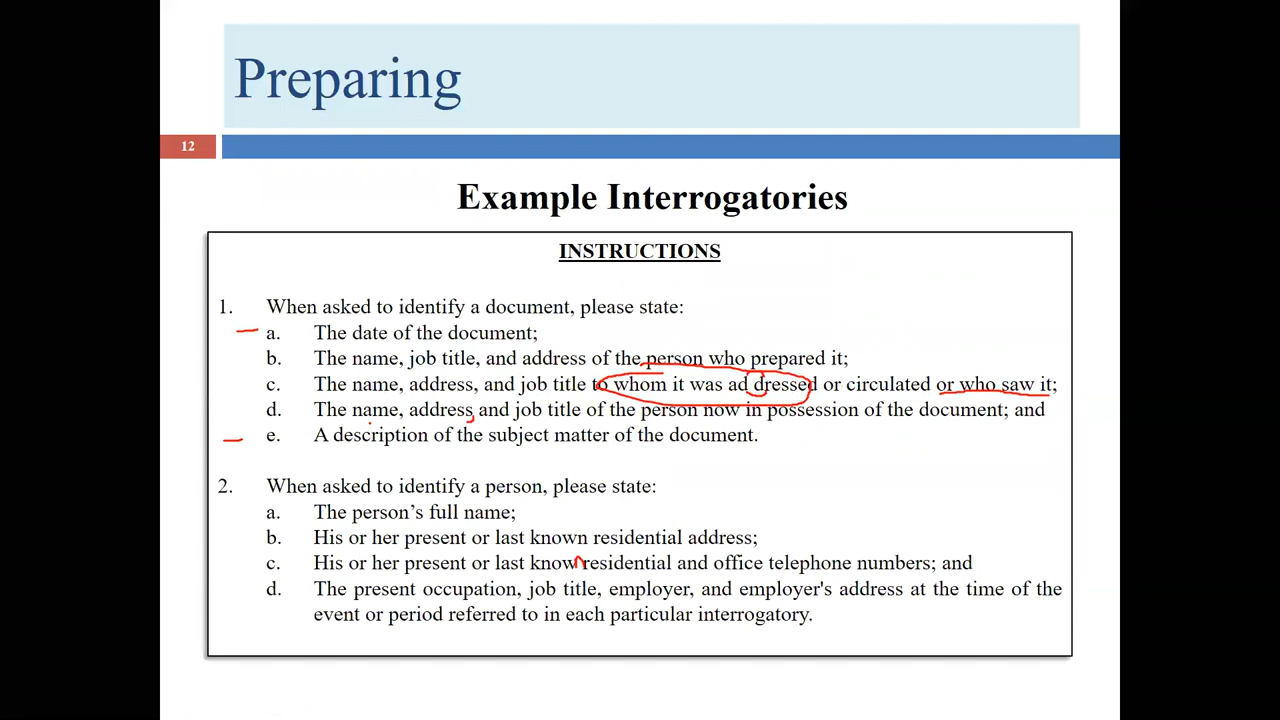 Preparing
12
Example Interrogatories
INSTRUCTIONS
1. When asked to identify a document, please state:
a. The date of the document;
b. The name, job title, and address of the person who prepared it;
c. The name, address, and job title to whom it was ad dressed or circulated or who saw it;
d. The name, address, and job title of the person now in possession of the document; and
e. A description of the subject matter of the document.
2. When asked to identify a person, please state:
a. The person’s full name;
b. His or her present or last known residential address;
c. His or her present or last known residential and office telephone numbers; and
d. The present occupation, job title, employer, and employer's address at the time of the
event or period referred to in each particular interrogatory.